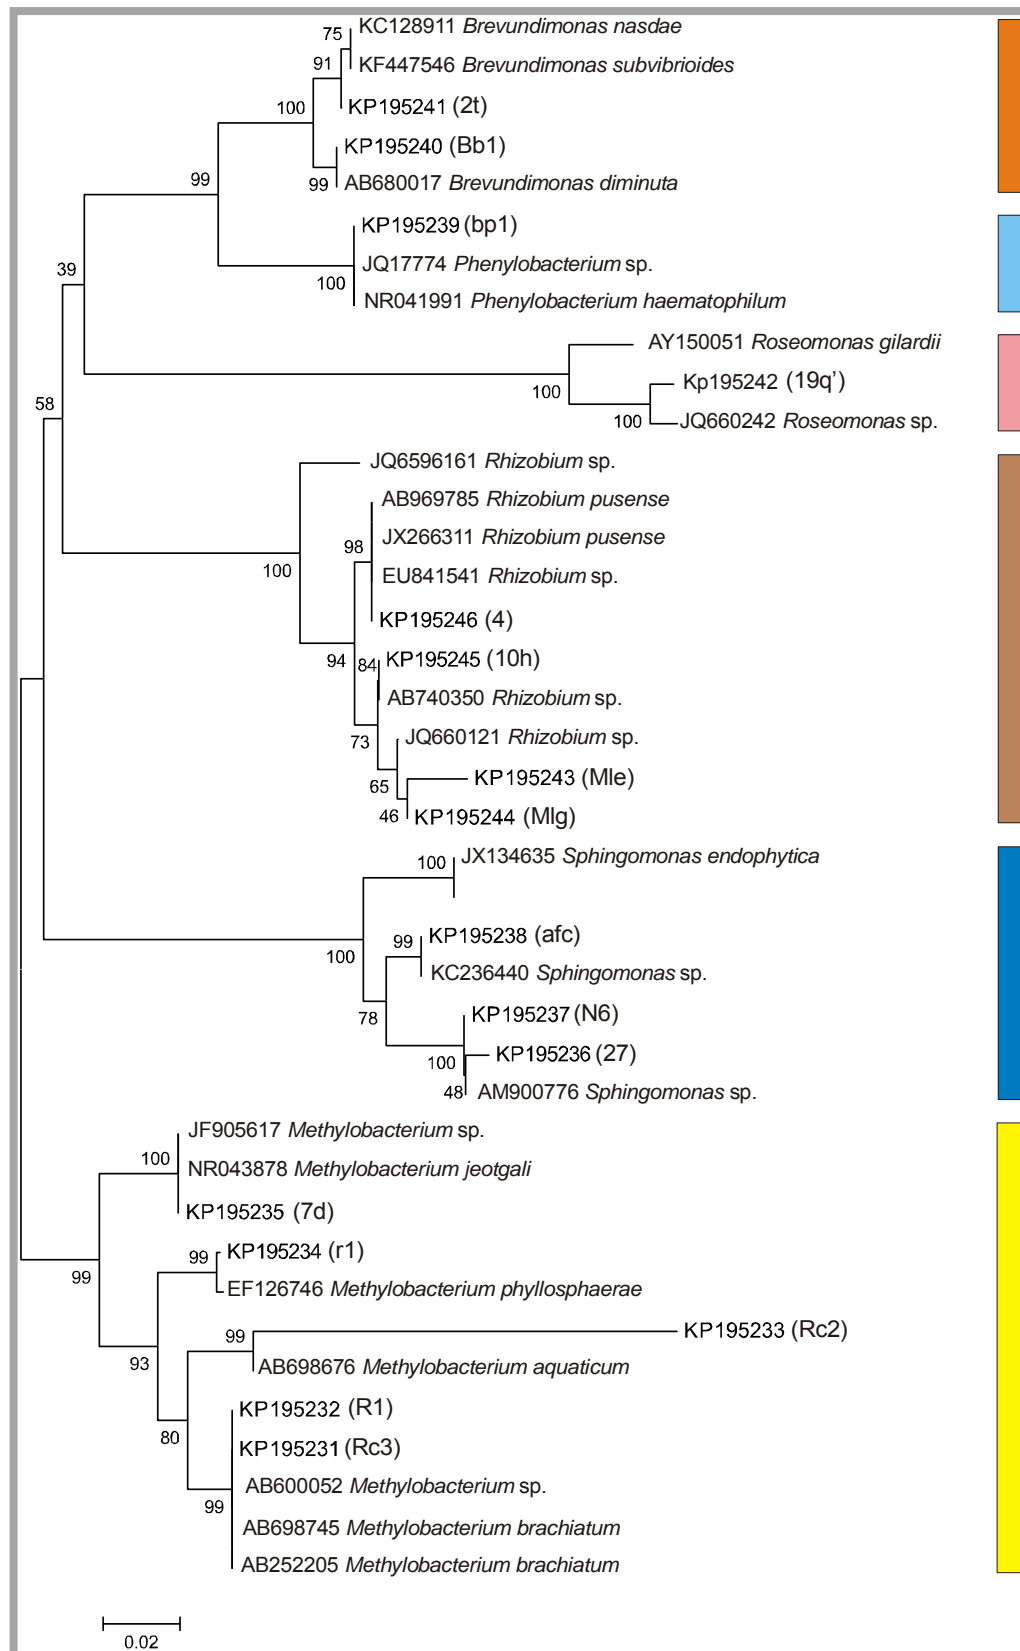 75
KC128911 Brevundimonas nasdae
91
KF447546 Brevundimonas subvibrioides
100
KP195241 (2t)
KP195240 (Bb1)
99
99
AB680017 Brevundimonas diminuta
KP195239 (bp1)
39
JQ17774 Phenylobacterium sp.
100
NR041991 Phenylobacterium haematophilum
AY150051 Roseomonas gilardii
100
Kp195242 (19q’)
58
100
JQ660242 Roseomonas sp.
JQ6596161 Rhizobium sp.
AB969785 Rhizobium pusense
98
JX266311 Rhizobium pusense
100
EU841541 Rhizobium sp.
KP195246 (4)
94
84
KP195245 (10h)
AB740350 Rhizobium sp.
73
JQ660121 Rhizobium sp.
65
KP195243 (Mle)
46
KP195244 (Mlg)
100
JX134635 Sphingomonas endophytica
100
99
KP195238 (afc)
KC236440 Sphingomonas sp.
78
KP195237 (N6)
100
KP195236 (27)
48
AM900776 Sphingomonas sp.
JF905617 Methylobacterium sp.
100
NR043878 Methylobacterium jeotgali
KP195235 (7d)
99
99
KP195234 (r1)
EF126746 Methylobacterium phyllosphaerae
99
KP195233 (Rc2)
93
AB698676 Methylobacterium aquaticum
KP195232 (R1)
80
KP195231 (Rc3)
AB600052 Methylobacterium sp.
99
AB698745 Methylobacterium brachiatum
AB252205 Methylobacterium brachiatum
0.02